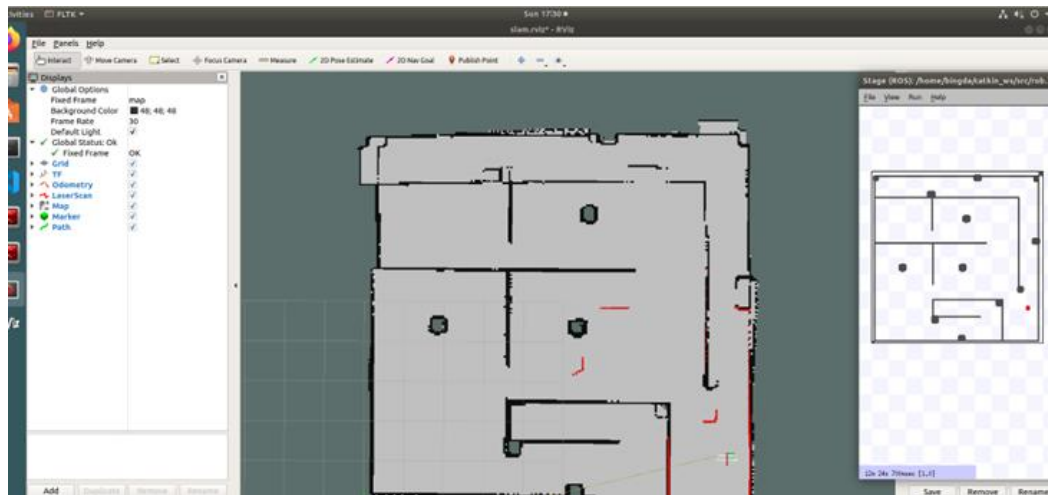 FLTK
Sun 17:30
slam.rviz* - RViz
File Panels Help
Interact Move Camera Select Focus Camera Measure 2D Pose Estimate 2D Nav Goal Publish Point
Displays
Global Options
Fixed Frame map
Background Color 48; 48; 48
Frame Rate 30
Default Light
Global Status: Ok
Fixed Frame OK
Grid
TF
Odometry
LaserScan
Map
Marker
Path
Add Duplicate Remove Rename
Stage (ROS): /home/bingda/catkin_ws/src/rob...
File View Run Help
Save Remove Rename